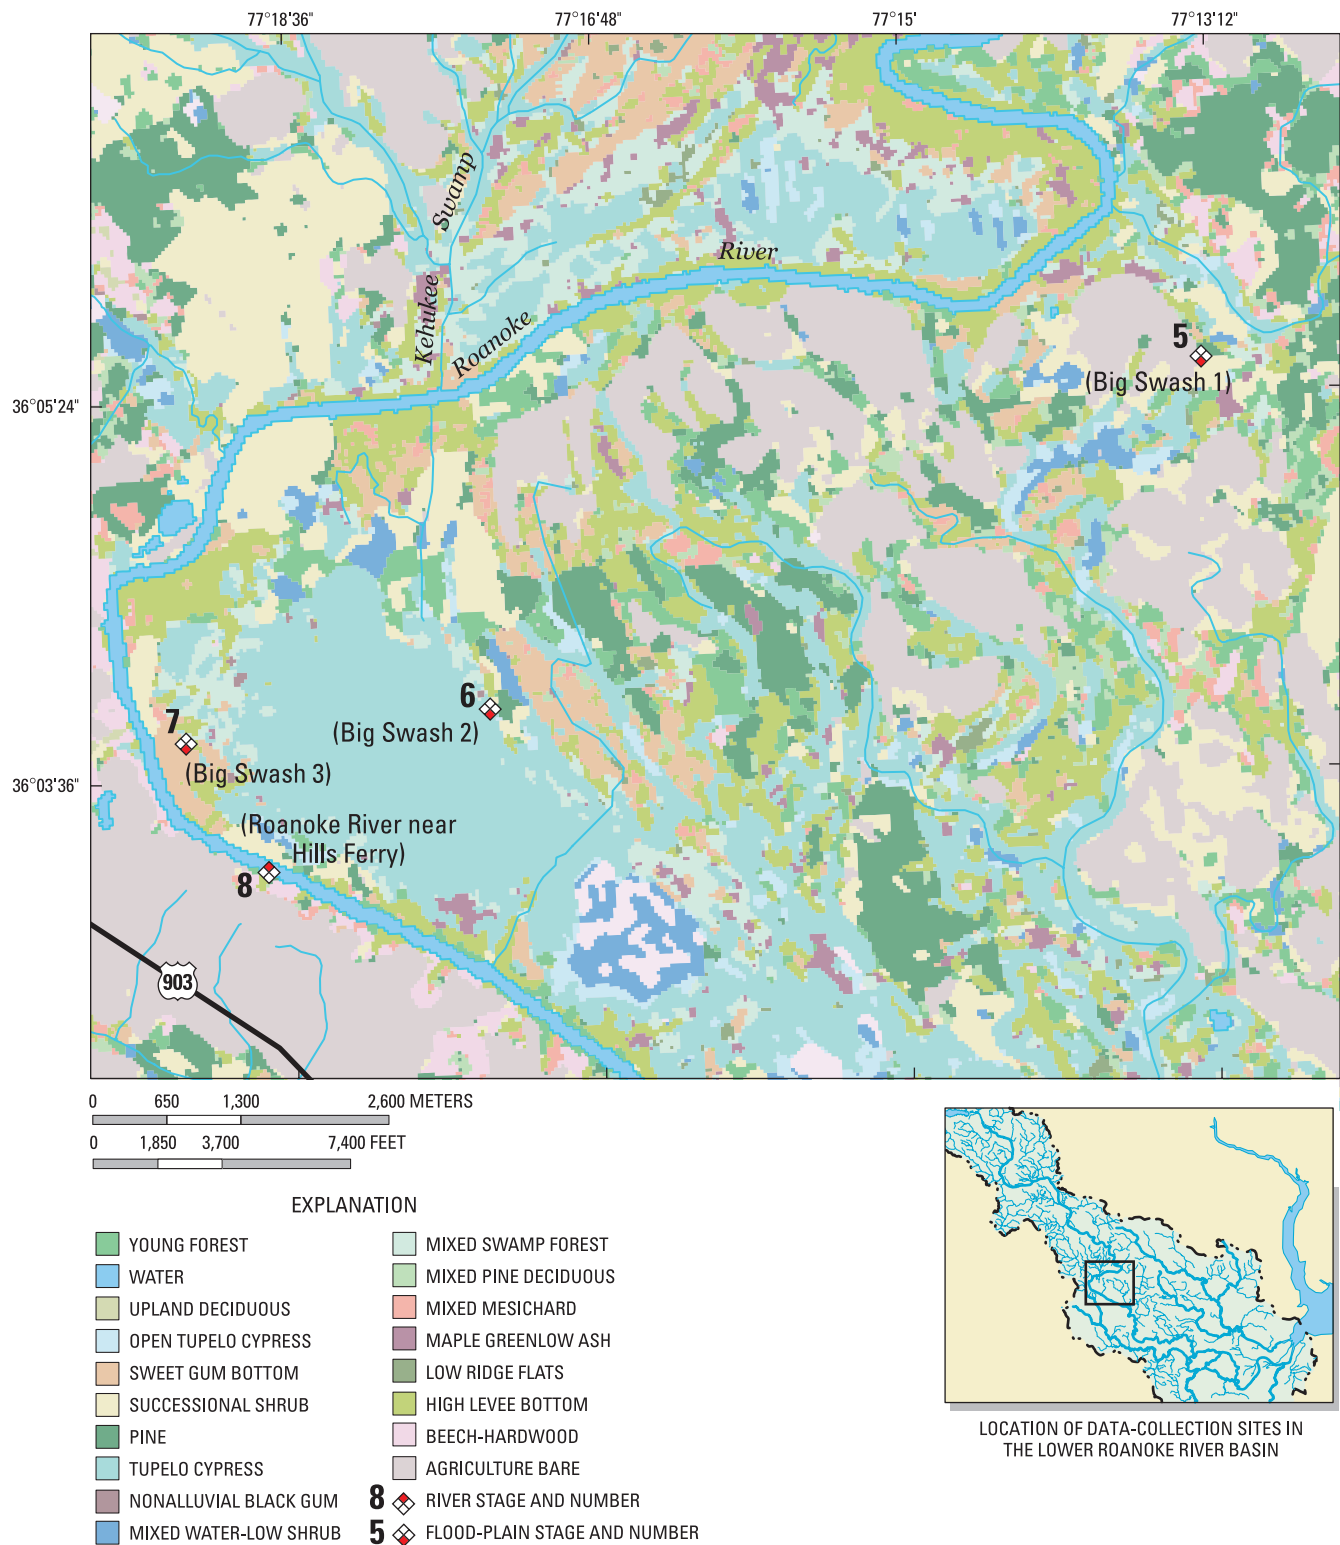 77°18'36"
77°16'48"
77°15'
77°13'12"
Kehukee Swamp
Roanoke River
5
(Big Swash 1)
36°05'24"
6
(Big Swash 2)
7
(Big Swash 3)
36°03'36"
(Roanoke River near
Hills Ferry)
8
903
0 650 1,300 2,600 METERS
0 1,850 3,700 7,400 FEET
EXPLANATION
YOUNG FOREST
WATER
UPLAND DECIDUOUS
OPEN TUPELO CYPRESS
SWEET GUM BOTTOM
SUCCESSIONAL SHRUB
PINE
TUPELO CYPRESS
NONALLUVIAL BLACK GUM
MIXED WATER-LOW SHRUB
MIXED SWAMP FOREST
MIXED PINE DECIDUOUS
MIXED MESICHARD
MAPLE GREENLOW ASH
LOW RIDGE FLATS
HIGH LEVEE BOTTOM
BEECH-HARDWOOD
AGRICULTURE BARE
8 RIVER STAGE AND NUMBER
5 FLOOD-PLAIN STAGE AND NUMBER
LOCATION OF DATA-COLLECTION SITES IN
THE LOWER ROANOKE RIVER BASIN